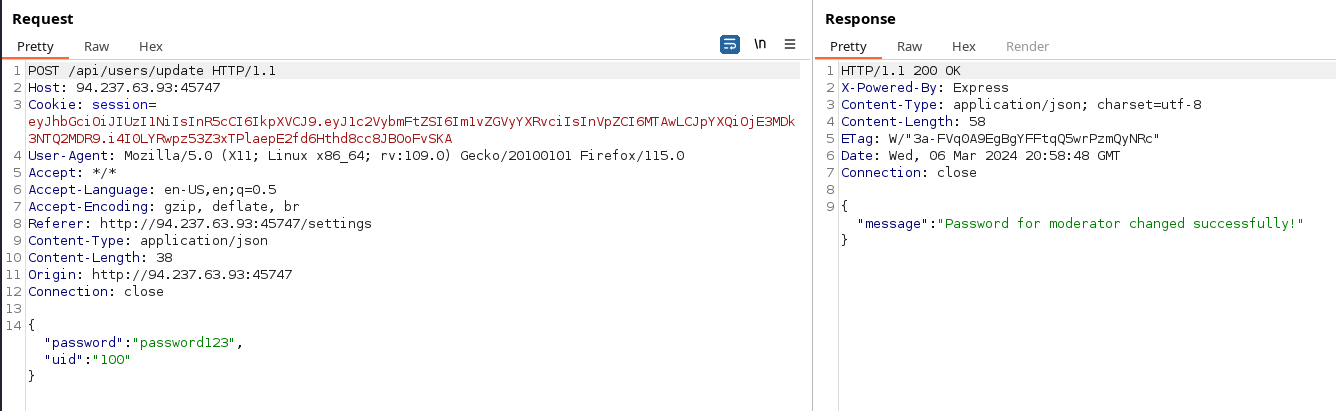 Request
Pretty Raw Hex \n
1 POST /api/users/update HTTP/1.1
2 Host: 94.237.63.93:45747
3 Cookie: session=
eyJhbGciOiJIUzI1NiIsInR5cCI6IkpXVCJ9.eyJ1c2VybmFtZSI6Im1vZGVyYXRvciIsInVpZCI6MTAwLCJpYXQiOjE3MDk
3NTQ2MDR9.i4I0LYRwpz53Z3xTPlaepE2fd6Hthd8cc8JBOoFvSKA
4 User-Agent: Mozilla/5.0 (X11; Linux x86_64; rv:109.0) Gecko/20100101 Firefox/115.0
5 Accept: */*
6 Accept-Language: en-US,en;q=0.5
7 Accept-Encoding: gzip, deflate, br
8 Referer: http://94.237.63.93:45747/settings
9 Content-Type: application/json
10 Content-Length: 38
11 Origin: http://94.237.63.93:45747
12 Connection: close
13
14 {
"password":"password123",
"uid":"100"
}
Response
Pretty Raw Hex Render
1 HTTP/1.1 200 OK
2 X-Powered-By: Express
3 Content-Type: application/json; charset=utf-8
4 Content-Length: 58
5 ETag: W/"3a-FVqOA9EgBgYFFtqQ5wrPzmQyNRc"
6 Date: Wed, 06 Mar 2024 20:58:48 GMT
7 Connection: close
8
9 {
"message":"Password for moderator changed successfully!"
}